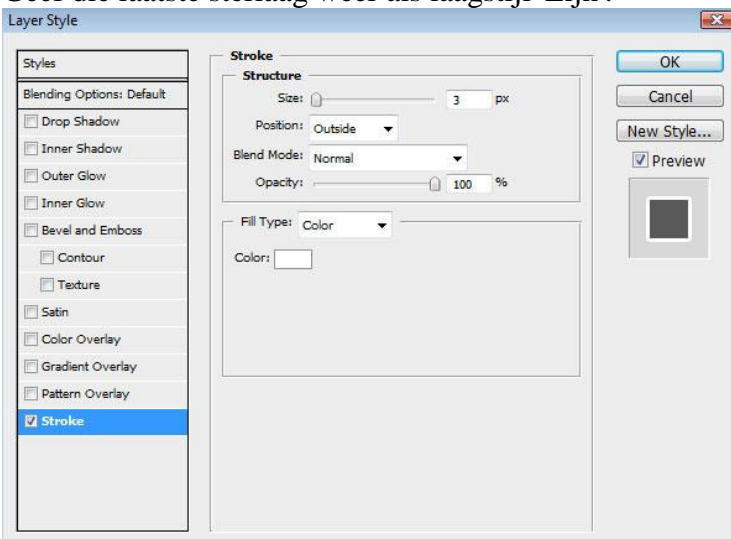 Layer Style
Styles
Blending Options: Default
Drop Shadow
Inner Shadow
Outer Glow
Inner Glow
Bevel and Emboss
Contour
Texture
Satin
Color Overlay
Gradient Overlay
Pattern Overlay
Stroke
Stroke
Structure
Size: 3 px
Position: Outside
Blend Mode: Normal
Opacity: 100 %
Fill Type: Color
Color:
OK
Cancel
New Style...
Preview